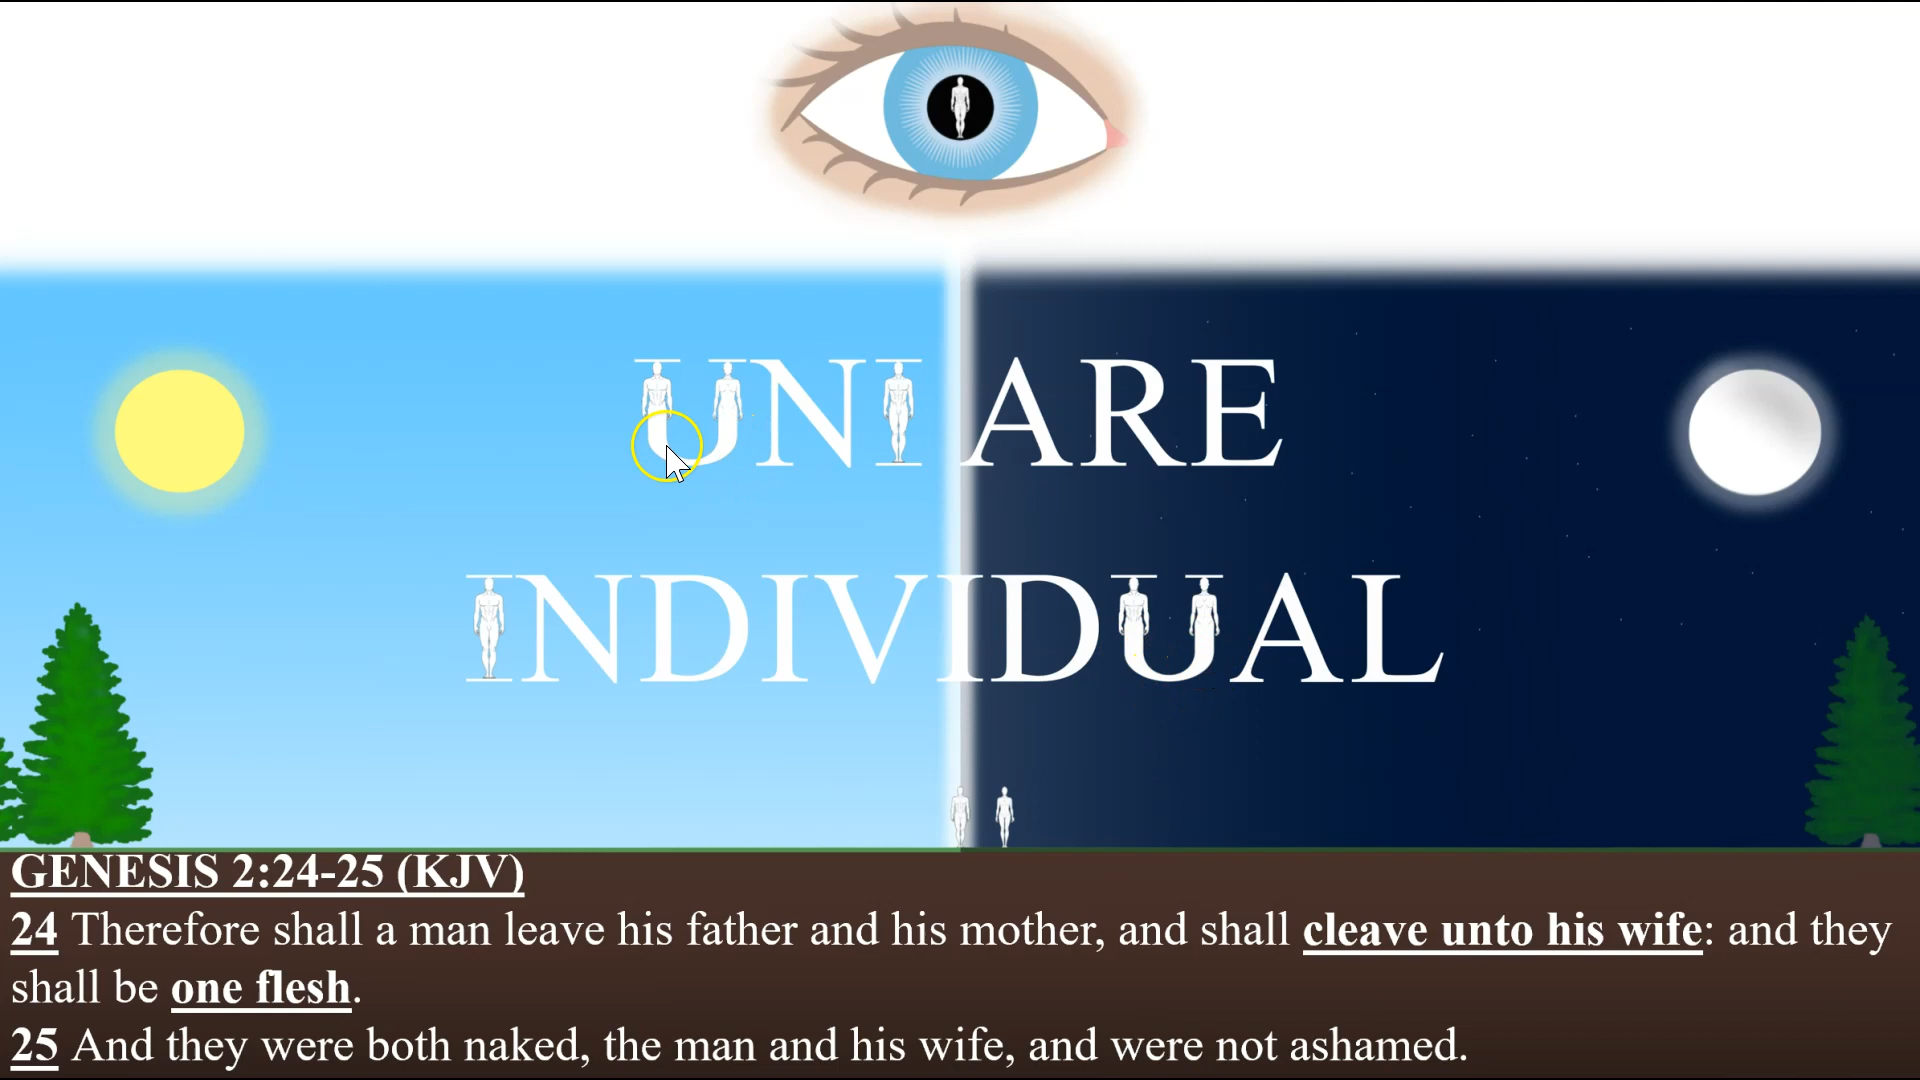 UNI ARE
INDIVIDUAL
GENESIS 2:24-25 (KJV)
24 Therefore shall a man leave his father and his mother, and shall cleave unto his wife: and they
shall be one flesh.
25 And they were both naked, the man and his wife, and were not ashamed.